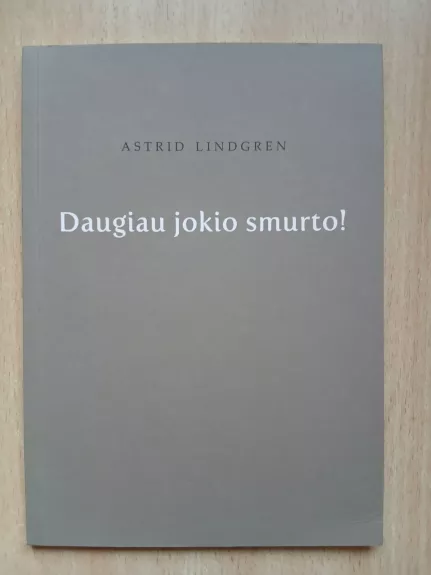 ASTRID LINDGREN
Daugiau jokio smurto!